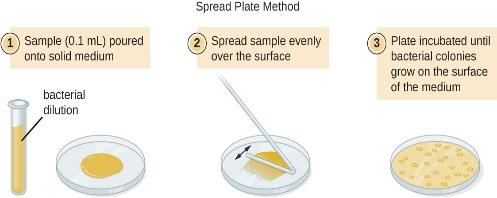 Spread Plate Method
1 Sample (0.1 mL) poured
onto solid medium
bacterial
dilution
2 Spread sample evenly
over the surface
3 Plate incubated until
bacterial colonies
grow on the surface
of the medium